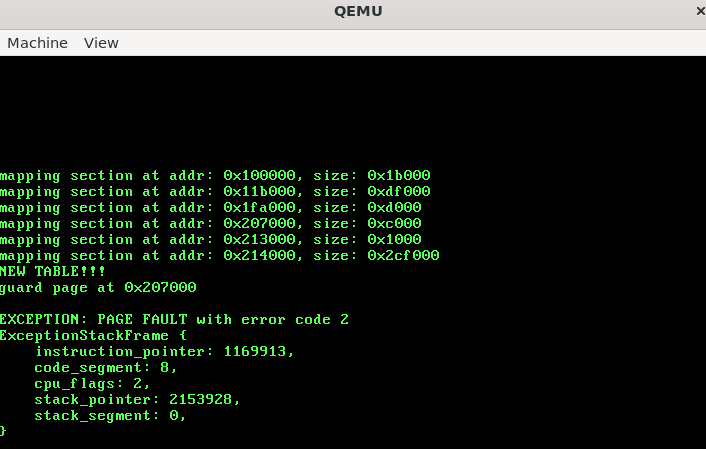 QEMU ×
Machine View
mapping section at addr: 0x100000, size: 0x1b000
mapping section at addr: 0x11b000, size: 0xdf000
mapping section at addr: 0x1fa000, size: 0xd000
mapping section at addr: 0x207000, size: 0xc000
mapping section at addr: 0x213000, size: 0x1000
mapping section at addr: 0x214000, size: 0x2cf000
NEW TABLE!!!
guard page at 0x207000
EXCEPTION: PAGE FAULT with error code 2
ExceptionStackFrame {
    instruction_pointer: 1169913,
    code_segment: 8,
    cpu_flags: 2,
    stack_pointer: 2153928,
    stack_segment: 0,
}